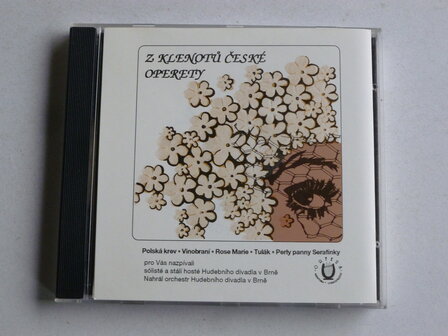 Z KLENOTŮ ČESKÉ
OPERETY
Polská krev • Vinobraní • Rose Marie • Tulák • Perly panny Serafinky
pro Vás nazpívali
sólisté a stálí hosté Hudebního divadla v Brně
Nahrál orchestr Hudebního divadla v Brně